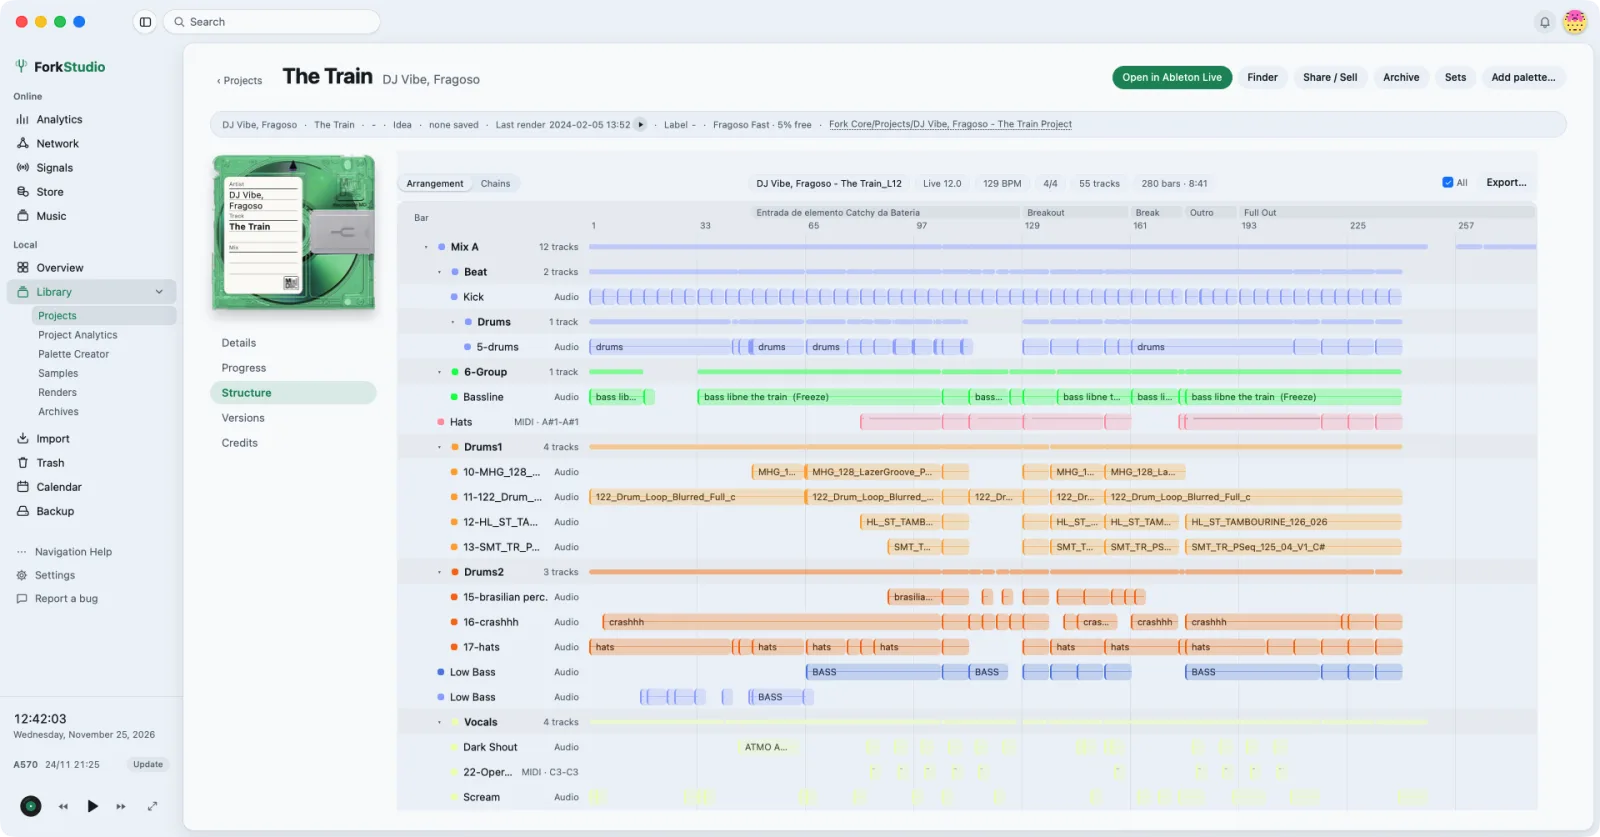 Search
ForkStudio
Online
Analytics
Network
Signals
Store
Music
Local
Overview
Library
Projects
Project Analytics
Palette Creator
Samples
Renders
Archives
Import
Trash
Calendar
Backup
Navigation Help
Settings
Report a bug
12:42:03
Wednesday, November 25, 2026
A570 24/11 21:25 Update
‹ Projects The Train DJ Vibe, Fragoso
Open in Ableton Live Finder Share / Sell Archive Sets Add palette...
DJ Vibe, Fragoso · The Train · - · Idea · none saved · Last render 2024-02-05 13:52 · Label - · Fragoso Fast · 5% free · Fork Core/Projects/DJ Vibe, Fragoso - The Train Project
Artist
DJ Vibe,
Fragoso
Track
The Train
Mix
Details
Progress
Structure
Versions
Credits
Arrangement Chains DJ Vibe, Fragoso - The Train_L12 Live 12.0 129 BPM 4/4 55 tracks 280 bars · 8:41 All Export...
Entrada de elemento Catchy da Bateria Breakout Break Outro Full Out
Bar 1 33 65 97 129 161 193 225 257
Mix A 12 tracks
Beat 2 tracks
Kick Audio
Drums 1 track
5-drums Audio drums drums drums drums
6-Group 1 track
Bassline Audio bass lib... bass libne the train (Freeze) bass... bass libne t... bass li... bass libne the train (Freeze)
Hats MIDI · A#1-A#1
Drums1 4 tracks
10-MHG_128_... Audio MHG_1... MHG_128_LazerGroove_P... MHG_1... MHG_128_La...
11-122_Drum_... Audio 122_Drum_Loop_Blurred_Full_c 122_Drum_Loop_Blurred_... 122_Dr... 122_Dr... 122_Drum_Loop_Blurred_Full_c
12-HL_ST_TA... Audio HL_ST_TAMB... HL_ST_... HL_ST_TAM... HL_ST_TAMBOURINE_126_026
13-SMT_TR_P... Audio SMT_T... SMT_T... SMT_TR_PS... SMT_TR_PSeq_125_04_V1_C#
Drums2 3 tracks
15-brasilian perc. Audio brasilia...
16-crashhh Audio crashhh cras... crashhh crashhh
17-hats Audio hats hats hats hats hats hats hats
Low Bass Audio BASS BASS BASS
Low Bass Audio BASS
Vocals 4 tracks
Dark Shout Audio ATMO A...
22-Oper... MIDI · C3-C3
Scream Audio